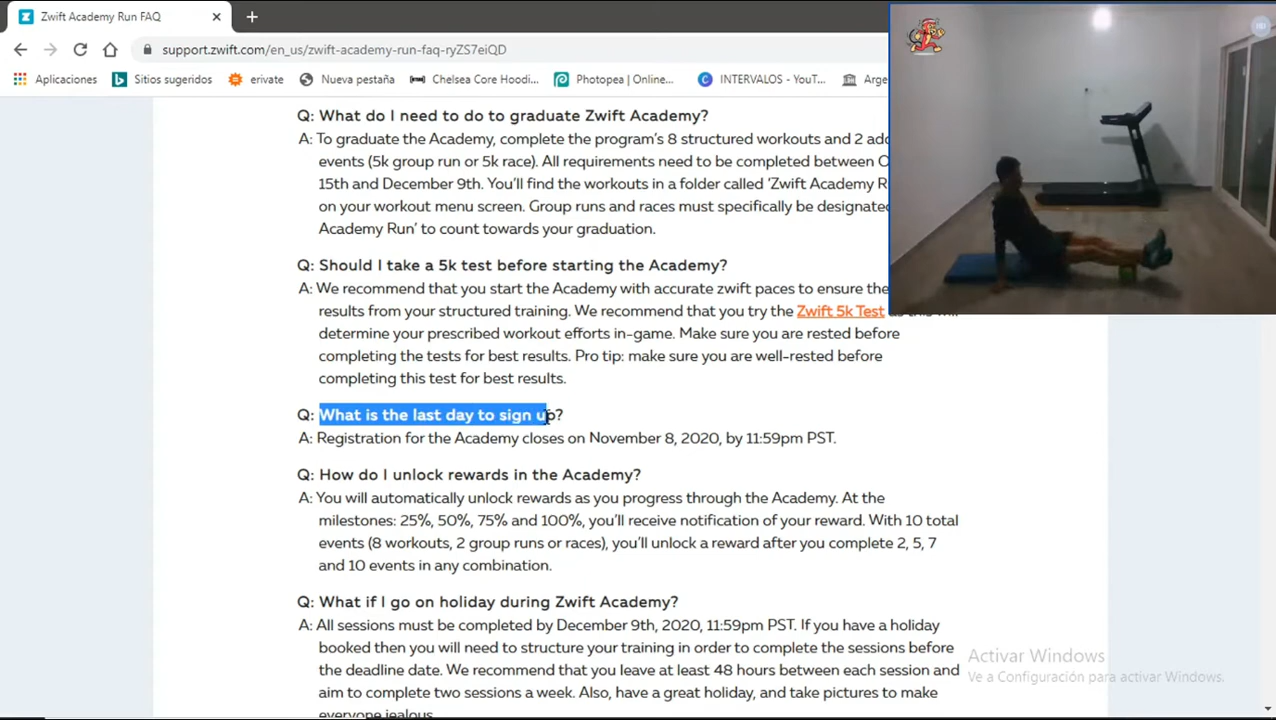 Zwift Academy Run FAQ
support.zwift.com/en_us/zwift-academy-run-faq-ryZS7eiQD
Aplicaciones Sitios sugeridos erivate Nueva pestaña Chelsea Core Hoodi... Photopea | Online... INTERVALOS - YouT... Arge
Q: What do I need to do to graduate Zwift Academy?
A: To graduate the Academy, complete the program's 8 structured workouts and 2 add
events (5k group run or 5k race). All requirements need to be completed between O
15th and December 9th. You'll find the workouts in a folder called 'Zwift Academy R
on your workout menu screen. Group runs and races must specifically be designated
Academy Run' to count towards your graduation.
Q: Should I take a 5k test before starting the Academy?
A: We recommend that you start the Academy with accurate zwift paces to ensure the
results from your structured training. We recommend that you try the Zwift 5k Test as this will
determine your prescribed workout efforts in-game. Make sure you are rested before
completing the tests for best results. Pro tip: make sure you are well-rested before
completing this test for best results.
Q: What is the last day to sign up?
A: Registration for the Academy closes on November 8, 2020, by 11:59pm PST.
Q: How do I unlock rewards in the Academy?
A: You will automatically unlock rewards as you progress through the Academy. At the
milestones: 25%, 50%, 75% and 100%, you'll receive notification of your reward. With 10 total
events (8 workouts, 2 group runs or races), you'll unlock a reward after you complete 2, 5, 7
and 10 events in any combination.
Q: What if I go on holiday during Zwift Academy?
A: All sessions must be completed by December 9th, 2020, 11:59pm PST. If you have a holiday
booked then you will need to structure your training in order to complete the sessions before
the deadline date. We recommend that you leave at least 48 hours between each session and
aim to complete two sessions a week. Also, have a great holiday, and take pictures to make
everyone jealous.
Activar Windows
Ve a Configuración para activar Windows.